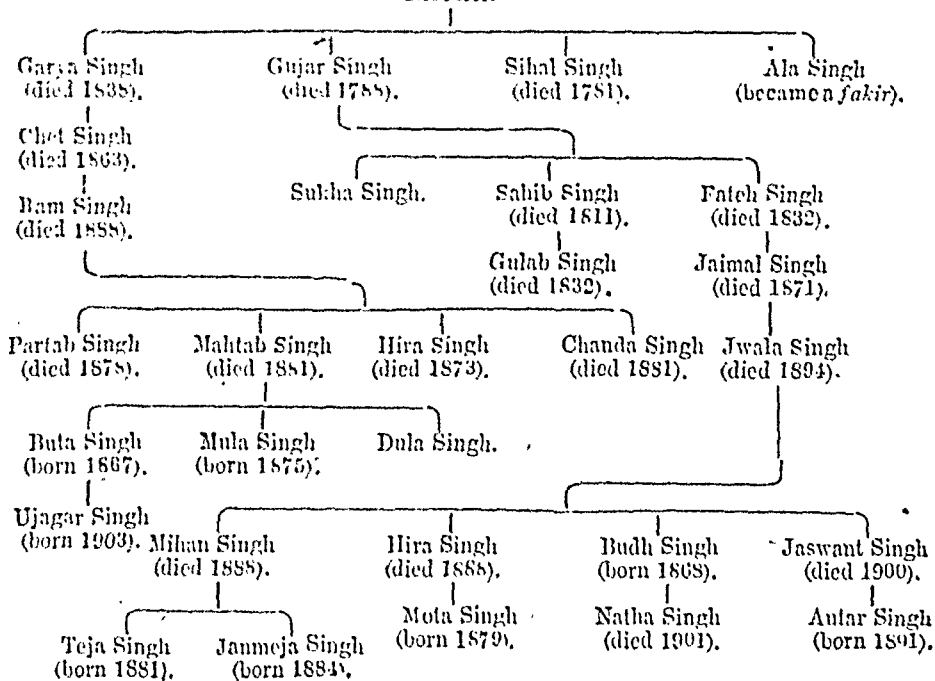 Garya Singh Gujar Singh Sihal Singh Ala Singh
(died 1838). (died 1788). (died 1781). (became a fakir).
Chet Singh
(died 1863).
Sukha Singh. Sahib Singh Fateh Singh
Ram Singh (died 1811). (died 1832).
(died 1888).
Gulab Singh Jaimal Singh
(died 1832). (died 1871).
Partab Singh Mahtab Singh Hira Singh Chanda Singh Jwala Singh
(died 1878). (died 1881). (died 1873). (died 1881). (died 1894).
Buta Singh Mula Singh Dula Singh.
(born 1867). (born 1875).
Ujagar Singh
(born 1903). Mihan Singh Hira Singh Budh Singh Jaswant Singh
(died 1888). (died 1888). (born 1868). (died 1900).
Mota Singh Natha Singh Autar Singh
Teja Singh Janmeja Singh (born 1879). (died 1901). (born 1891).
(born 1881). (born 1884).